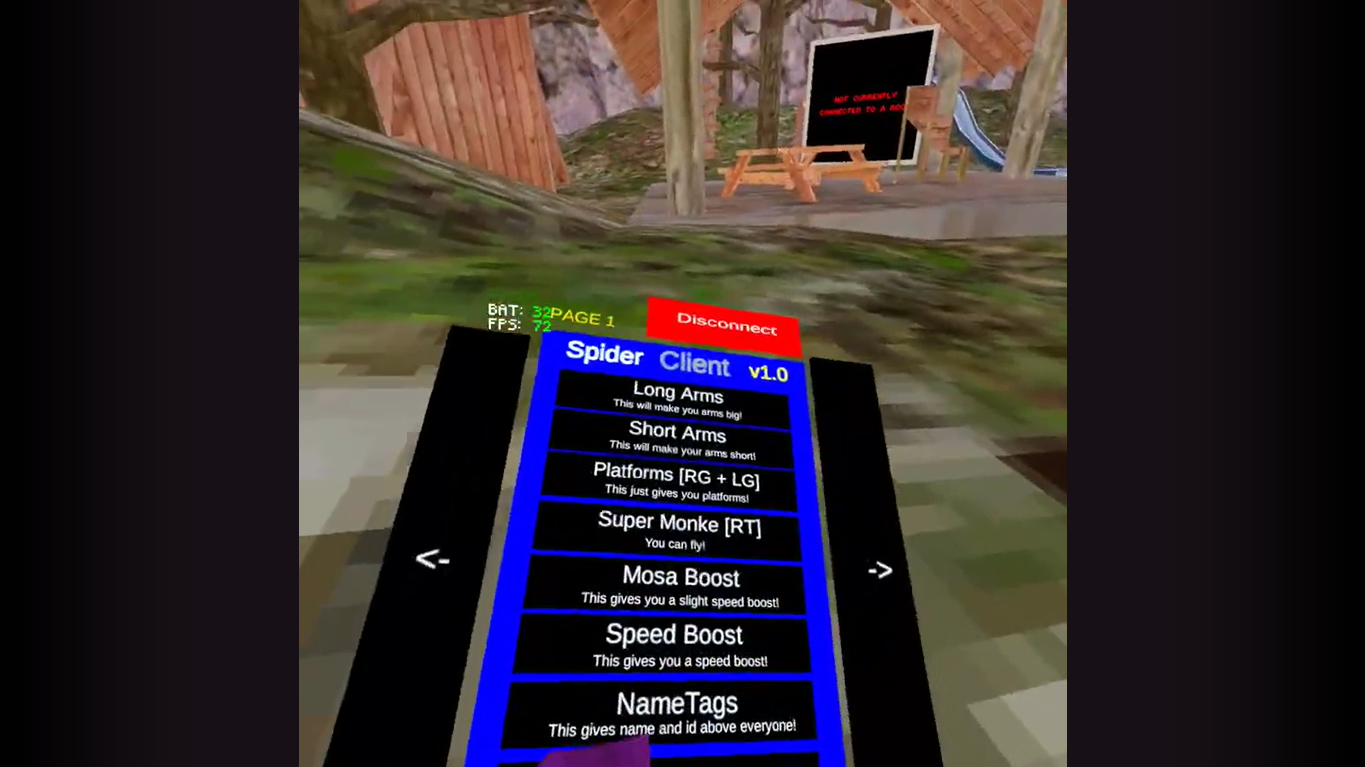 NOT CURRENTLY
CONNECTED TO A
BAT: 32 PAGE 1
FPS: 72
Disconnect
Spider Client v1.0
Long Arms
This will make you arms big!
Short Arms
This will make your arms short!
Platforms [RG + LG]
This just gives you platforms!
Super Monke [RT]
You can fly!
<-
->
Mosa Boost
This gives you a slight speed boost!
Speed Boost
This gives you a speed boost!
NameTags
This gives name and id above everyone!